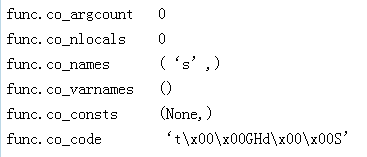 func.co_argcount 0
func.co_nlocals 0
func.co_names (‘s’,)
func.co_varnames ()
func.co_consts (None,)
func.co_code ‘t\x00\x00GHd\x00\x00S’